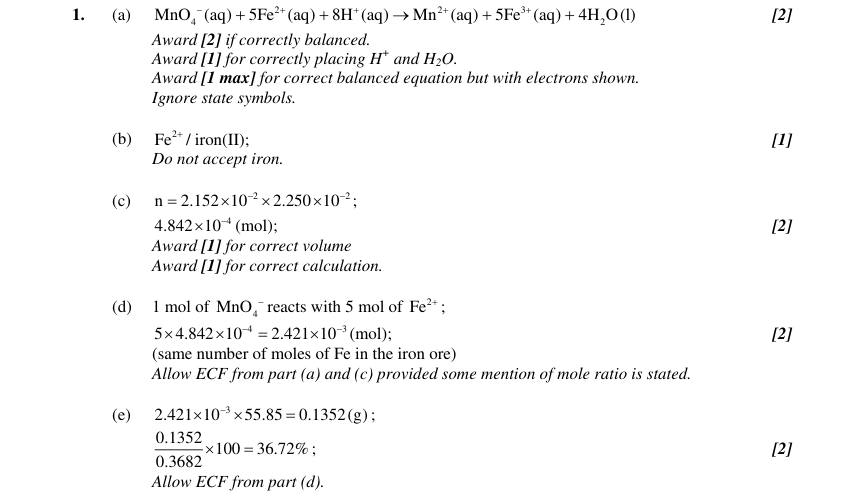 1. (a) MnO₄⁻(aq) + 5Fe²⁺(aq) + 8H⁺(aq) → Mn²⁺(aq) + 5Fe³⁺(aq) + 4H₂O(l) [2]
Award [2] if correctly balanced.
Award [1] for correctly placing H⁺ and H₂O.
Award [1 max] for correct balanced equation but with electrons shown.
Ignore state symbols.
(b) Fe²⁺ / iron(II); [1]
Do not accept iron.
(c) n = 2.152×10⁻² × 2.250×10⁻²;
4.842×10⁻⁴ (mol); [2]
Award [1] for correct volume
Award [1] for correct calculation.
(d) 1 mol of MnO₄⁻ reacts with 5 mol of Fe²⁺;
5×4.842×10⁻⁴ = 2.421×10⁻³ (mol); [2]
(same number of moles of Fe in the iron ore)
Allow ECF from part (a) and (c) provided some mention of mole ratio is stated.
(e) 2.421×10⁻³ × 55.85 = 0.1352 (g);
0.1352
×100 = 36.72%; [2]
0.3682
Allow ECF from part (d).